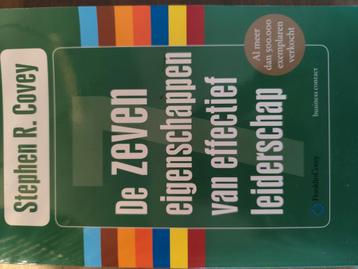 Stephen R. Covey
De zeven
eigenschappen
van effectief
leiderschap
Al meer
dan 500.000
exemplaren
verkocht
FranklinCovey
business contact